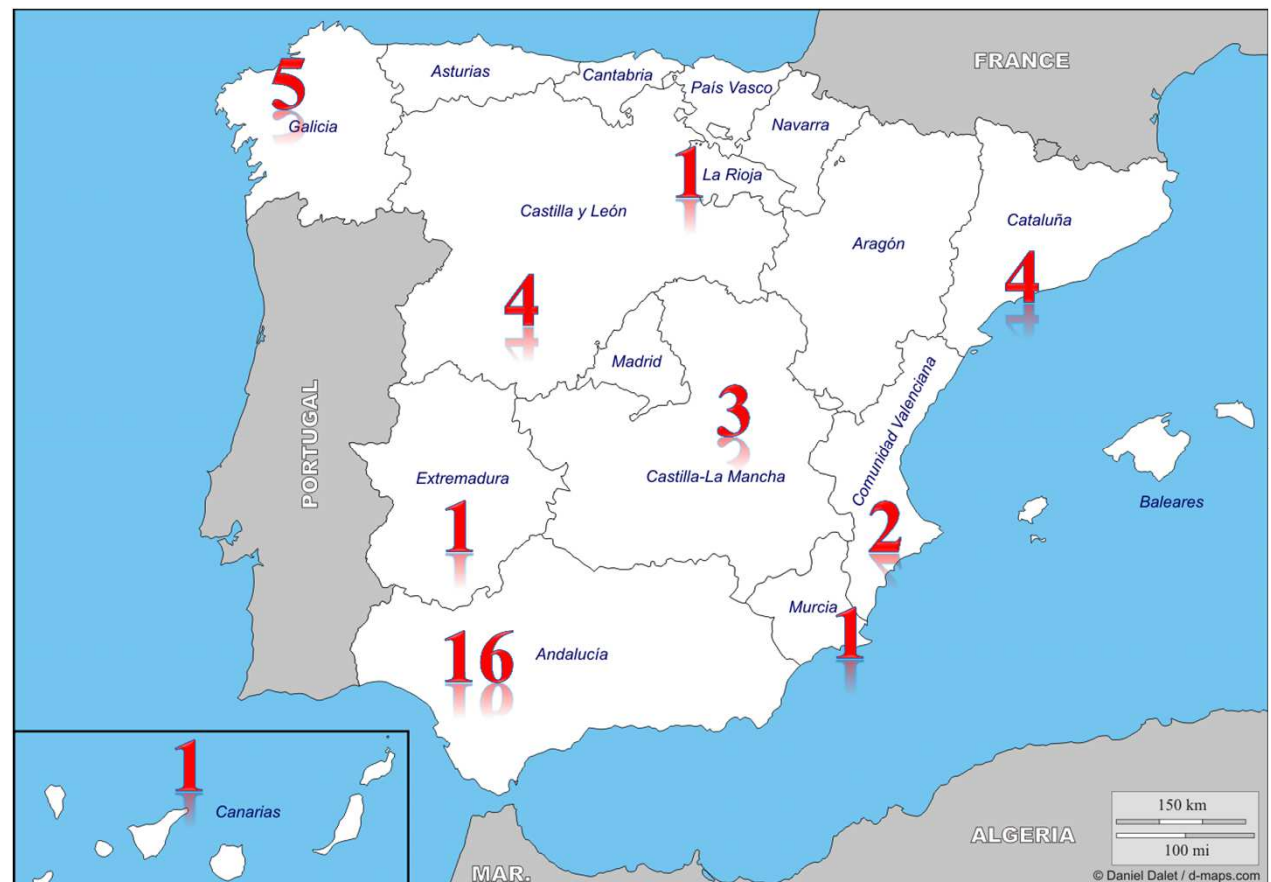 FRANCE
5
Asturias
Cantabria
País Vasco
Galicia
Navarra
1
La Rioja
Castilla y León
Cataluña
Aragón
4
4
Madrid
3
Comunidad Valenciana
PORTUGAL
Extremadura
Castilla-La Mancha
Baleares
1
2
Murcia
1
16
Andalucía
1
Canarias
150 km
100 mi
ALGERIA
MAR.
© Daniel Dalet / d-maps.com